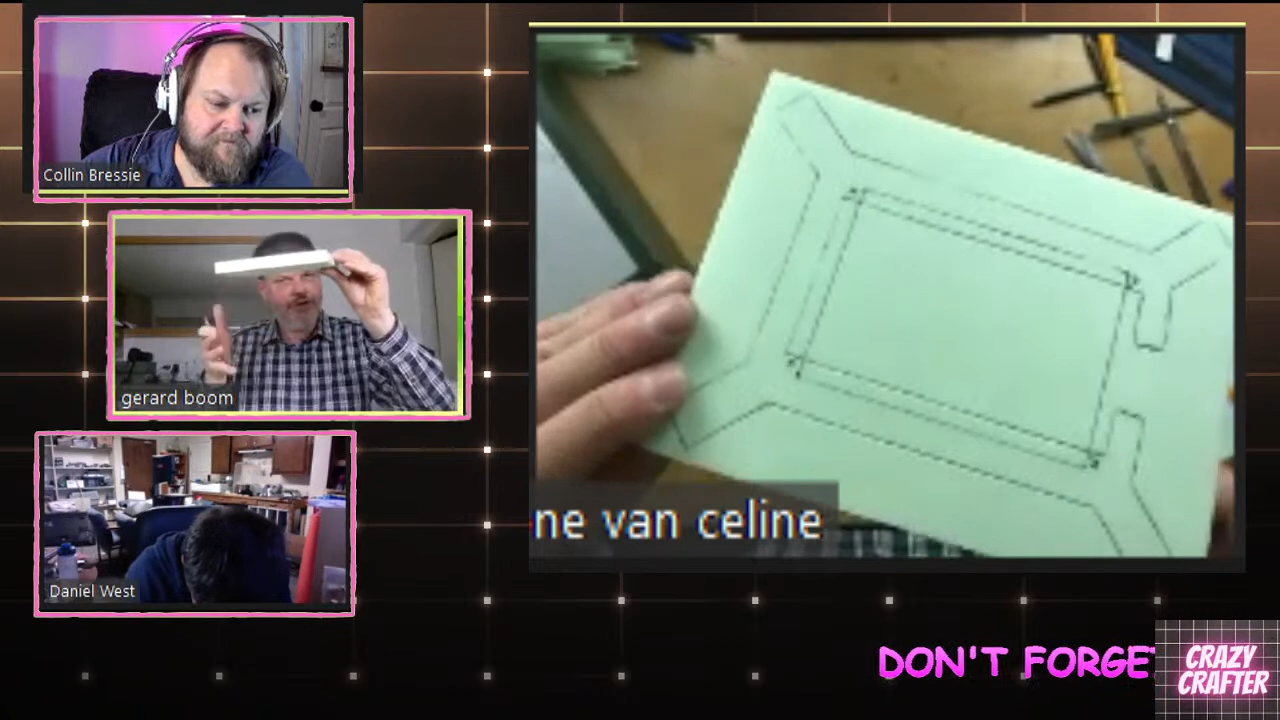 Collin Bressie
gerard boom
Daniel West
ne van celine
DON'T FORGE
CRAZY
CRAFTER